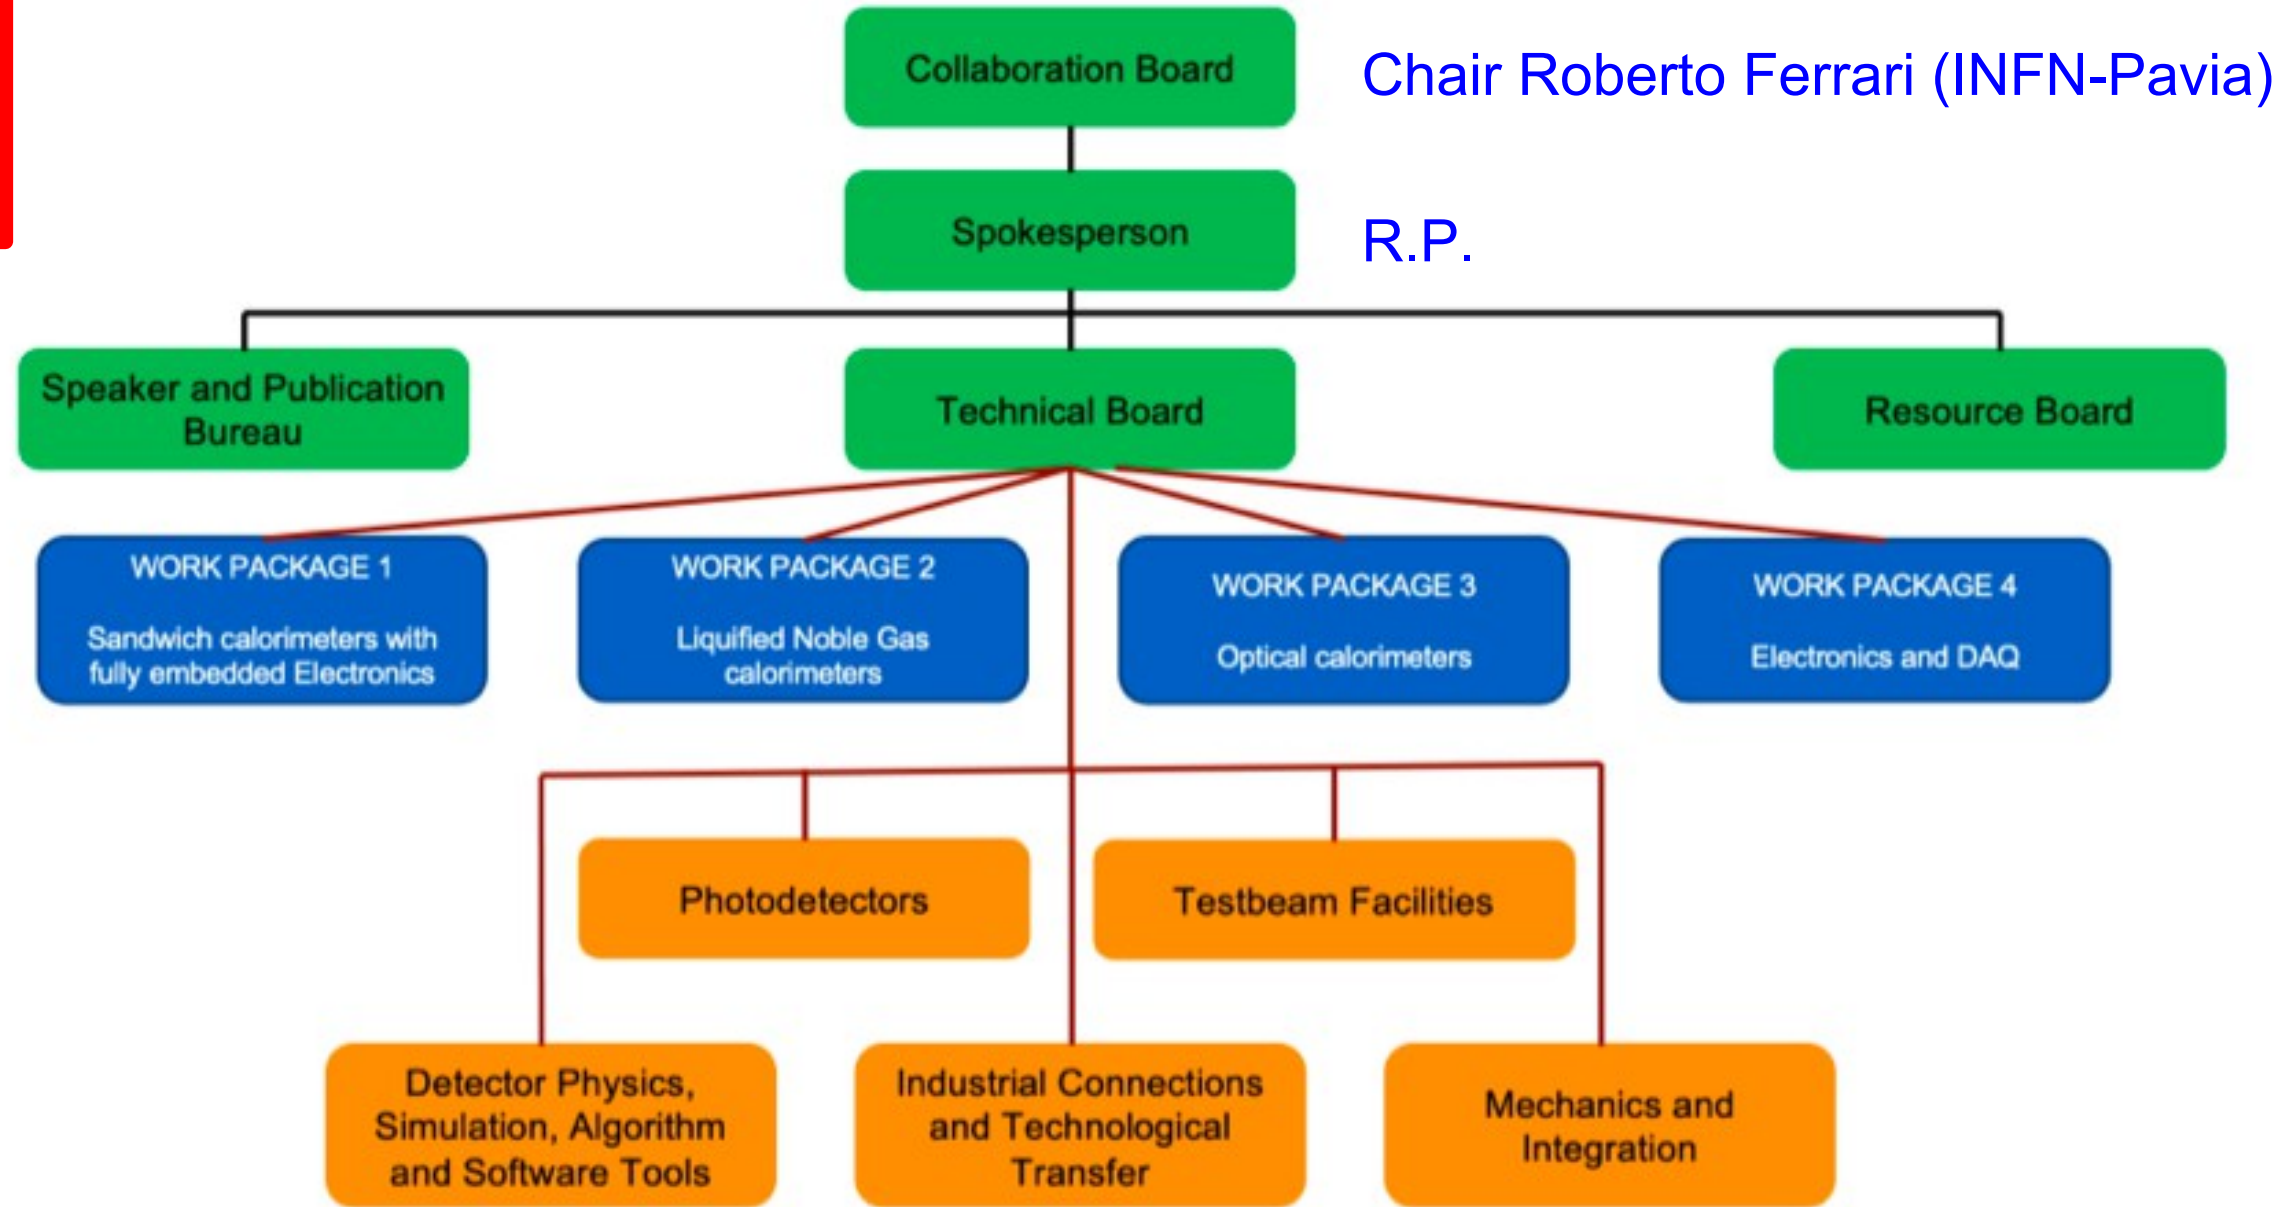 Collaboration Board
Chair Roberto Ferrari (INFN-Pavia)
Spokesperson
R.P.
Speaker and Publication
Bureau
Technical Board
Resource Board
WORK PACKAGE 1
Sandwich calorimeters with
fully embedded Electronics
WORK PACKAGE 2
Liquified Noble Gas
calorimeters
WORK PACKAGE 3
Optical calorimeters
WORK PACKAGE 4
Electronics and DAQ
Photodetectors
Testbeam Facilities
Detector Physics,
Simulation, Algorithm
and Software Tools
Industrial Connections
and Technological
Transfer
Mechanics and
Integration